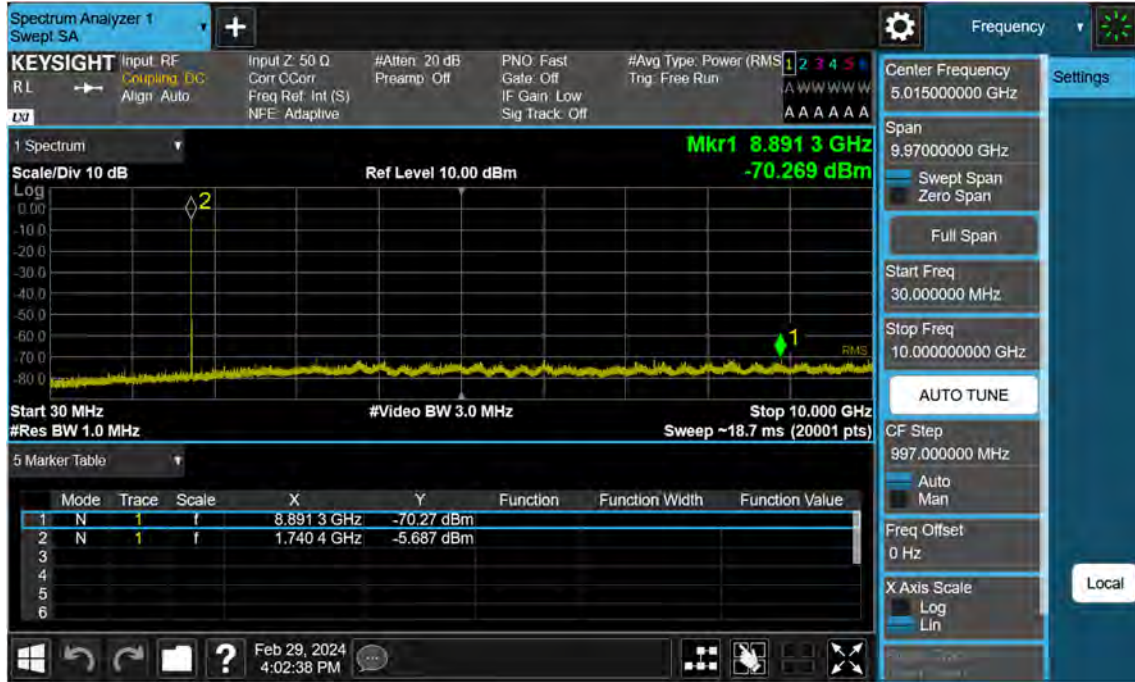 Spectrum Analyzer 1
Swept SA
Frequency
KEYSIGHT
R L
LXI
Input: RF
Coupling: DC
Align: Auto
Input Z: 50 Ω
Corr CCorr
Freq Ref: Int (S)
NFE: Adaptive
#Atten: 20 dB
Preamp: Off
PNO: Fast
Gate: Off
IF Gain: Low
Sig Track: Off
#Avg Type: Power (RMS
Trig: Free Run
1 2 3 4 5 6
A W W W W W
A A A A A A
1 Spectrum
Mkr1 8.891 3 GHz
Scale/Div 10 dB
Ref Level 10.00 dBm
-70.269 dBm
Log
0.00
-10.0
-20.0
-30.0
-40.0
-50.0
-60.0
-70.0
-80.0
2
1
RMS
Start 30 MHz
#Video BW 3.0 MHz
Stop 10.000 GHz
#Res BW 1.0 MHz
Sweep ~18.7 ms (20001 pts)
5 Marker Table
Mode Trace Scale X Y Function Function Width Function Value
1 N 1 f 8.891 3 GHz -70.27 dBm
2 N 1 f 1.740 4 GHz -5.687 dBm
3
4
5
6
?
Feb 29, 2024
4:02:38 PM
Center Frequency
5.015000000 GHz
Settings
Span
9.97000000 GHz
Swept Span
Zero Span
Full Span
Start Freq
30.000000 MHz
Stop Freq
10.000000000 GHz
AUTO TUNE
CF Step
997.000000 MHz
Auto
Man
Freq Offset
0 Hz
X Axis Scale
Log
Lin
Local